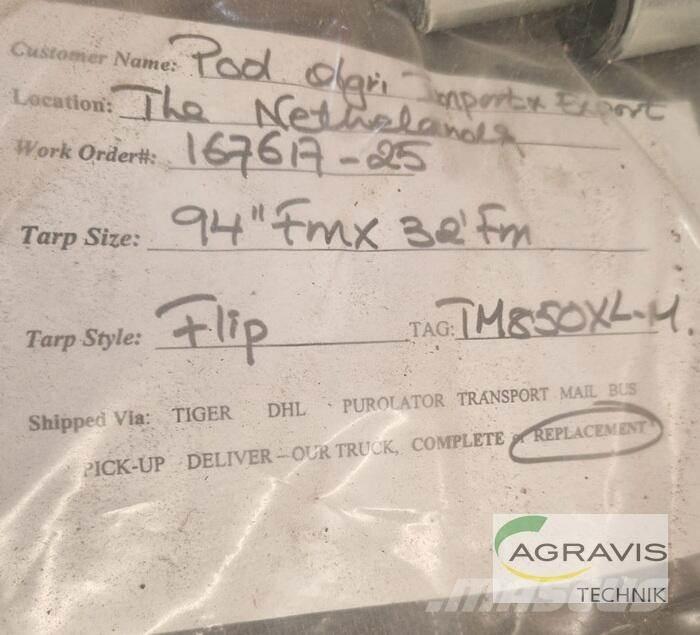 Customer Name: Pod Agri Import x Export
Location: The Netherlands
Work Order#: 16761A-25
Tarp Size: 94" Fm x 32' Fm
Tarp Style: Flip TAG: TM850XL-M.
Shipped Via: TIGER DHL PUROLATOR TRANSPORT MAIL BUS
PICK-UP DELIVER - OUR TRUCK, COMPLETE REPLACEMENT
AGRAVIS
TECHNIK